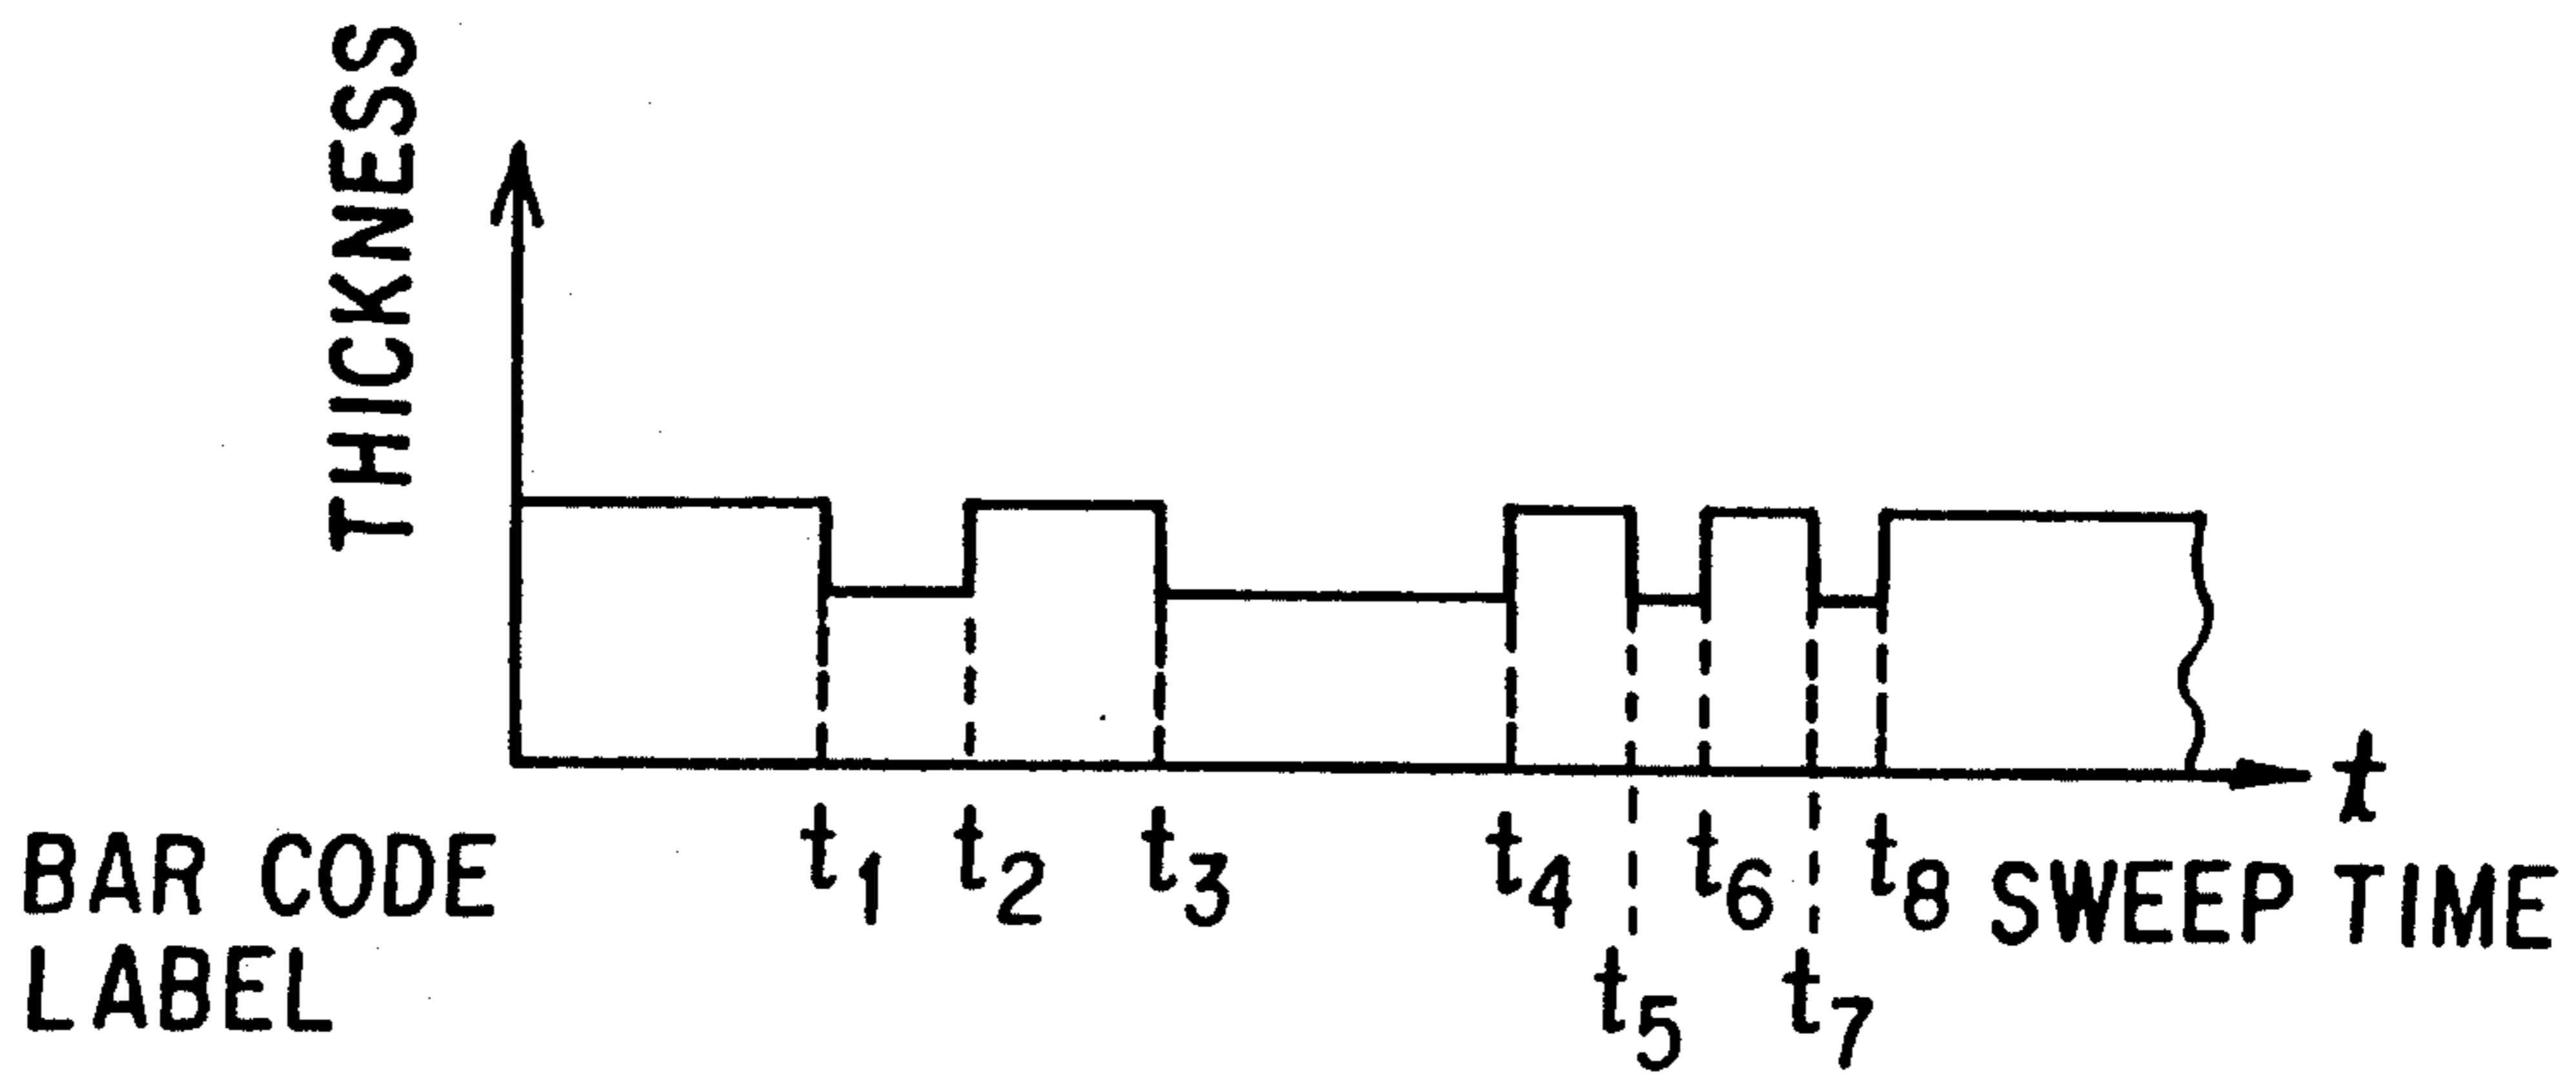 THICKNESS
t1 t2 t3 t4 t6 t8 t
t5 t7
BAR CODE
LABEL
SWEEP TIME